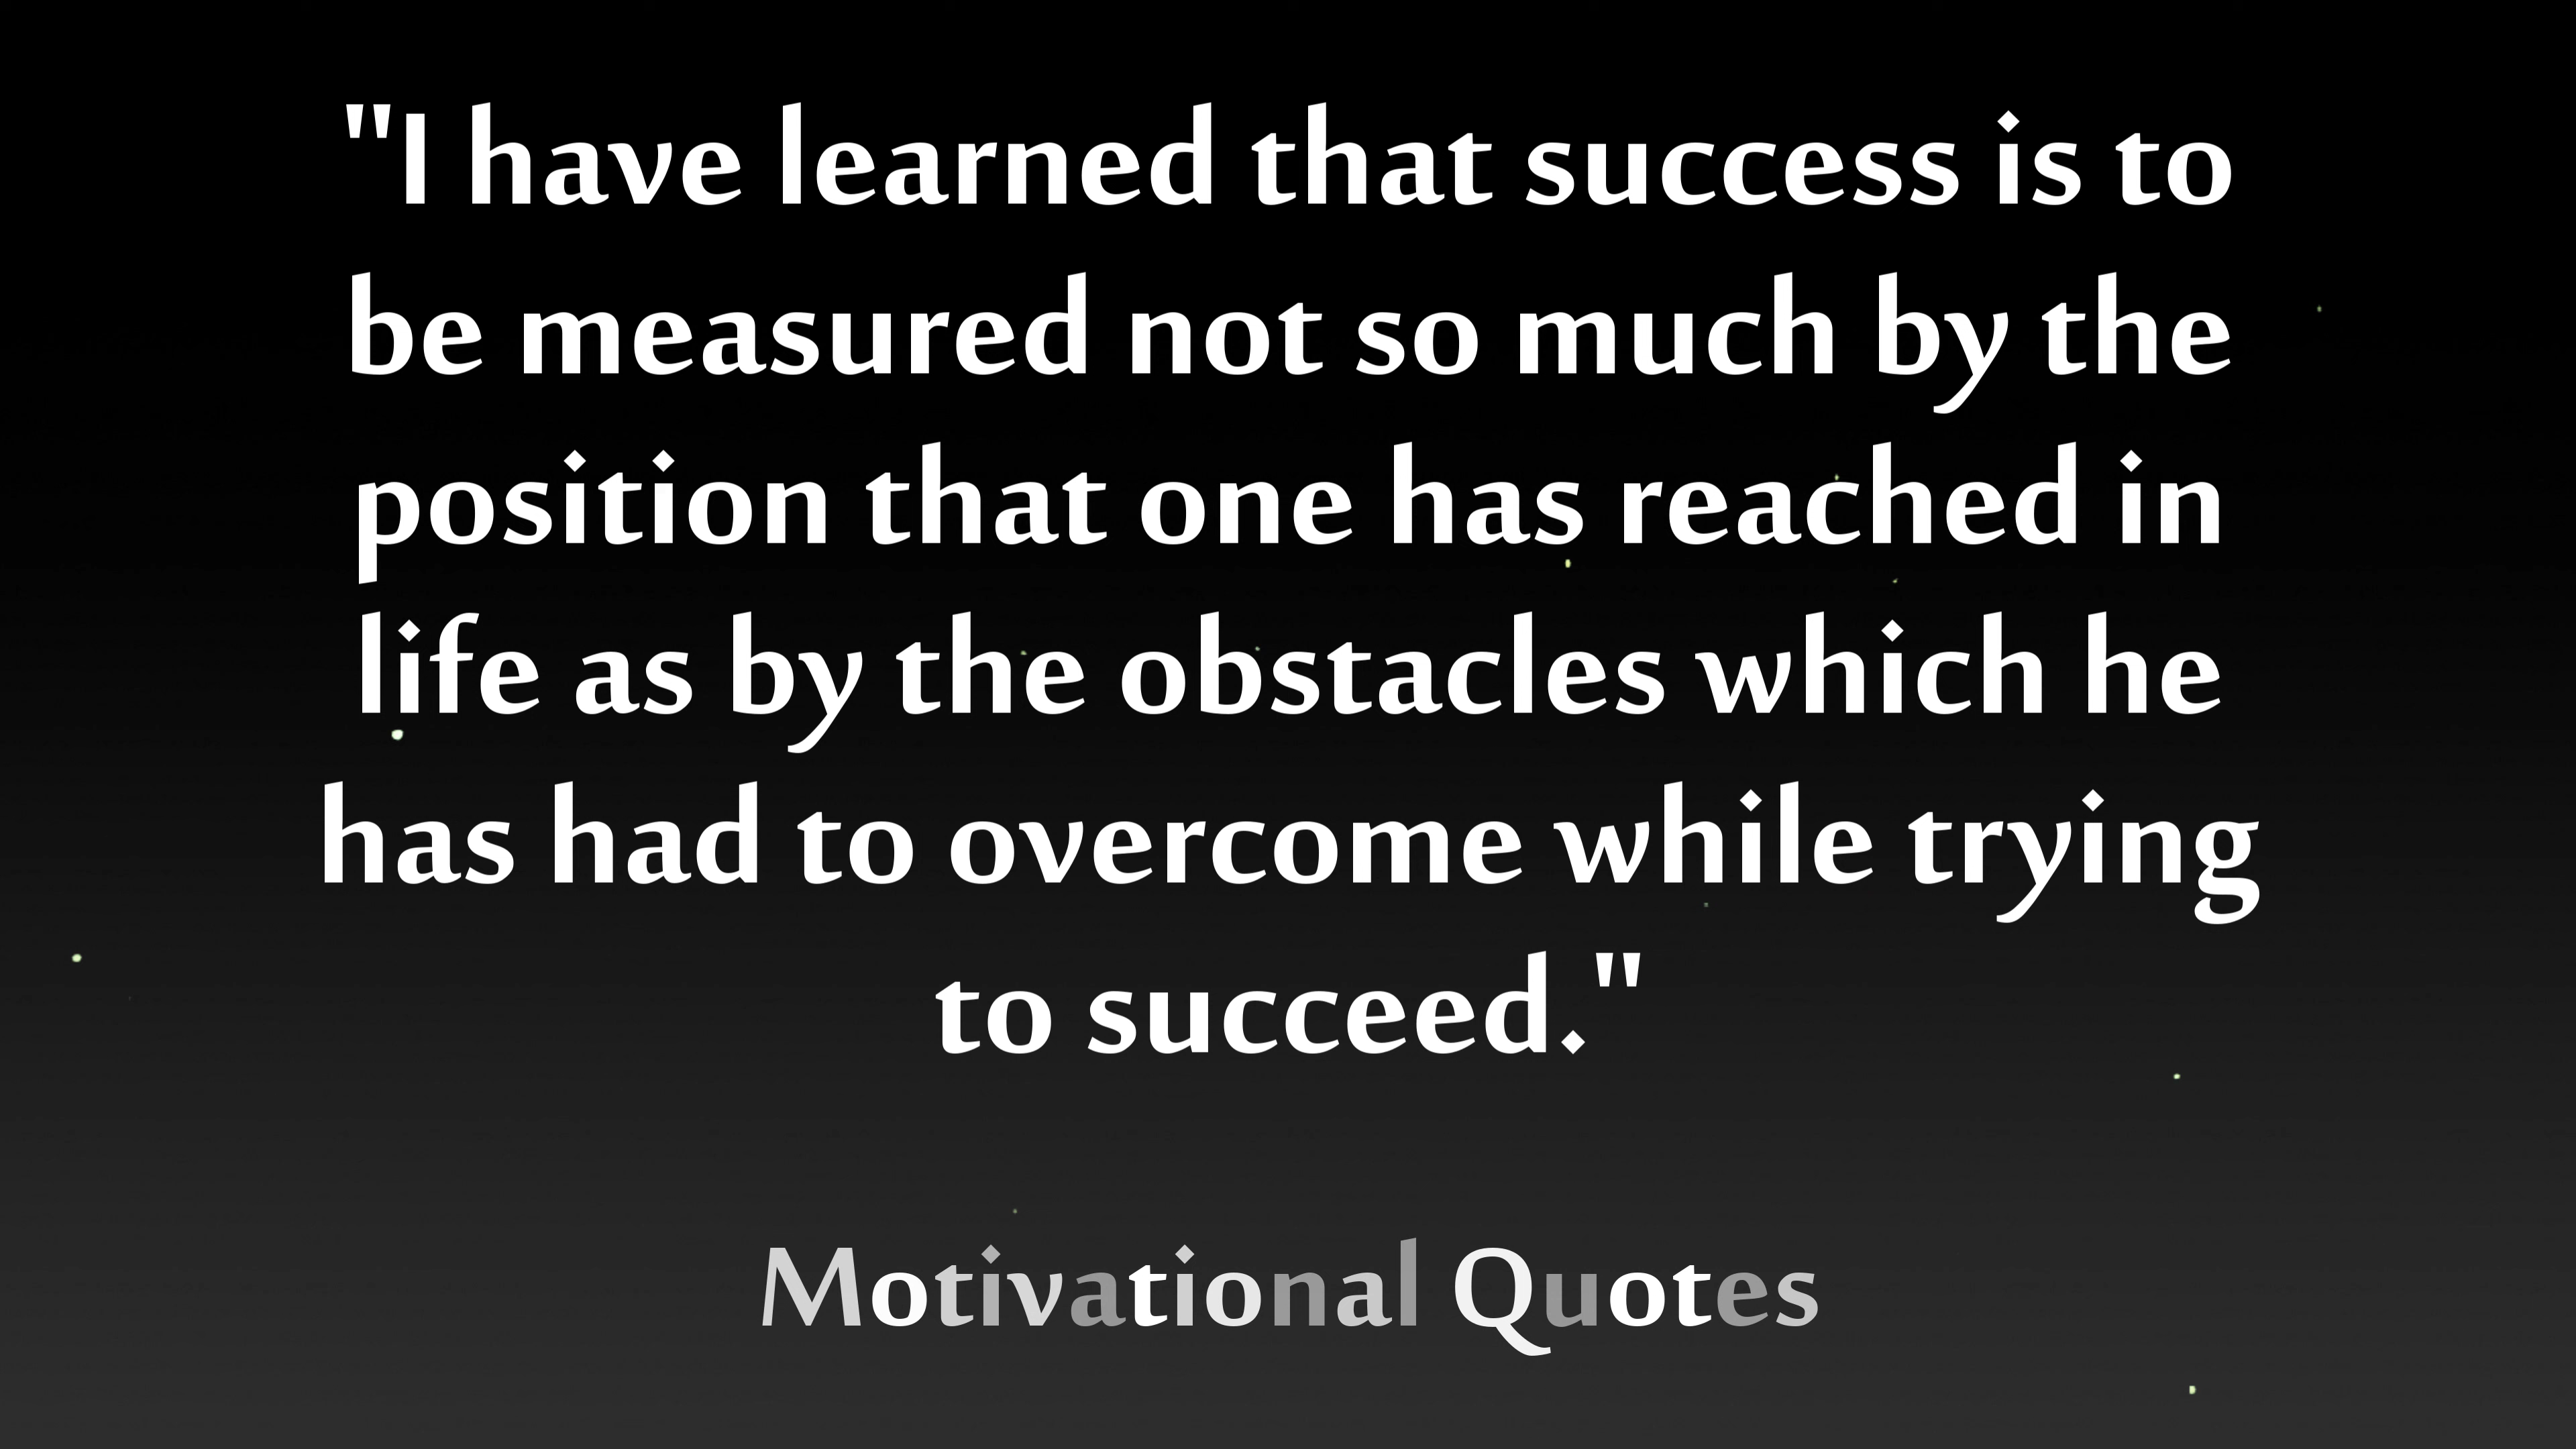 "I have learned that success is to
be measured not so much by the
position that one has reached in
life as by the obstacles which he
has had to overcome while trying
to succeed."
Motivational Quotes